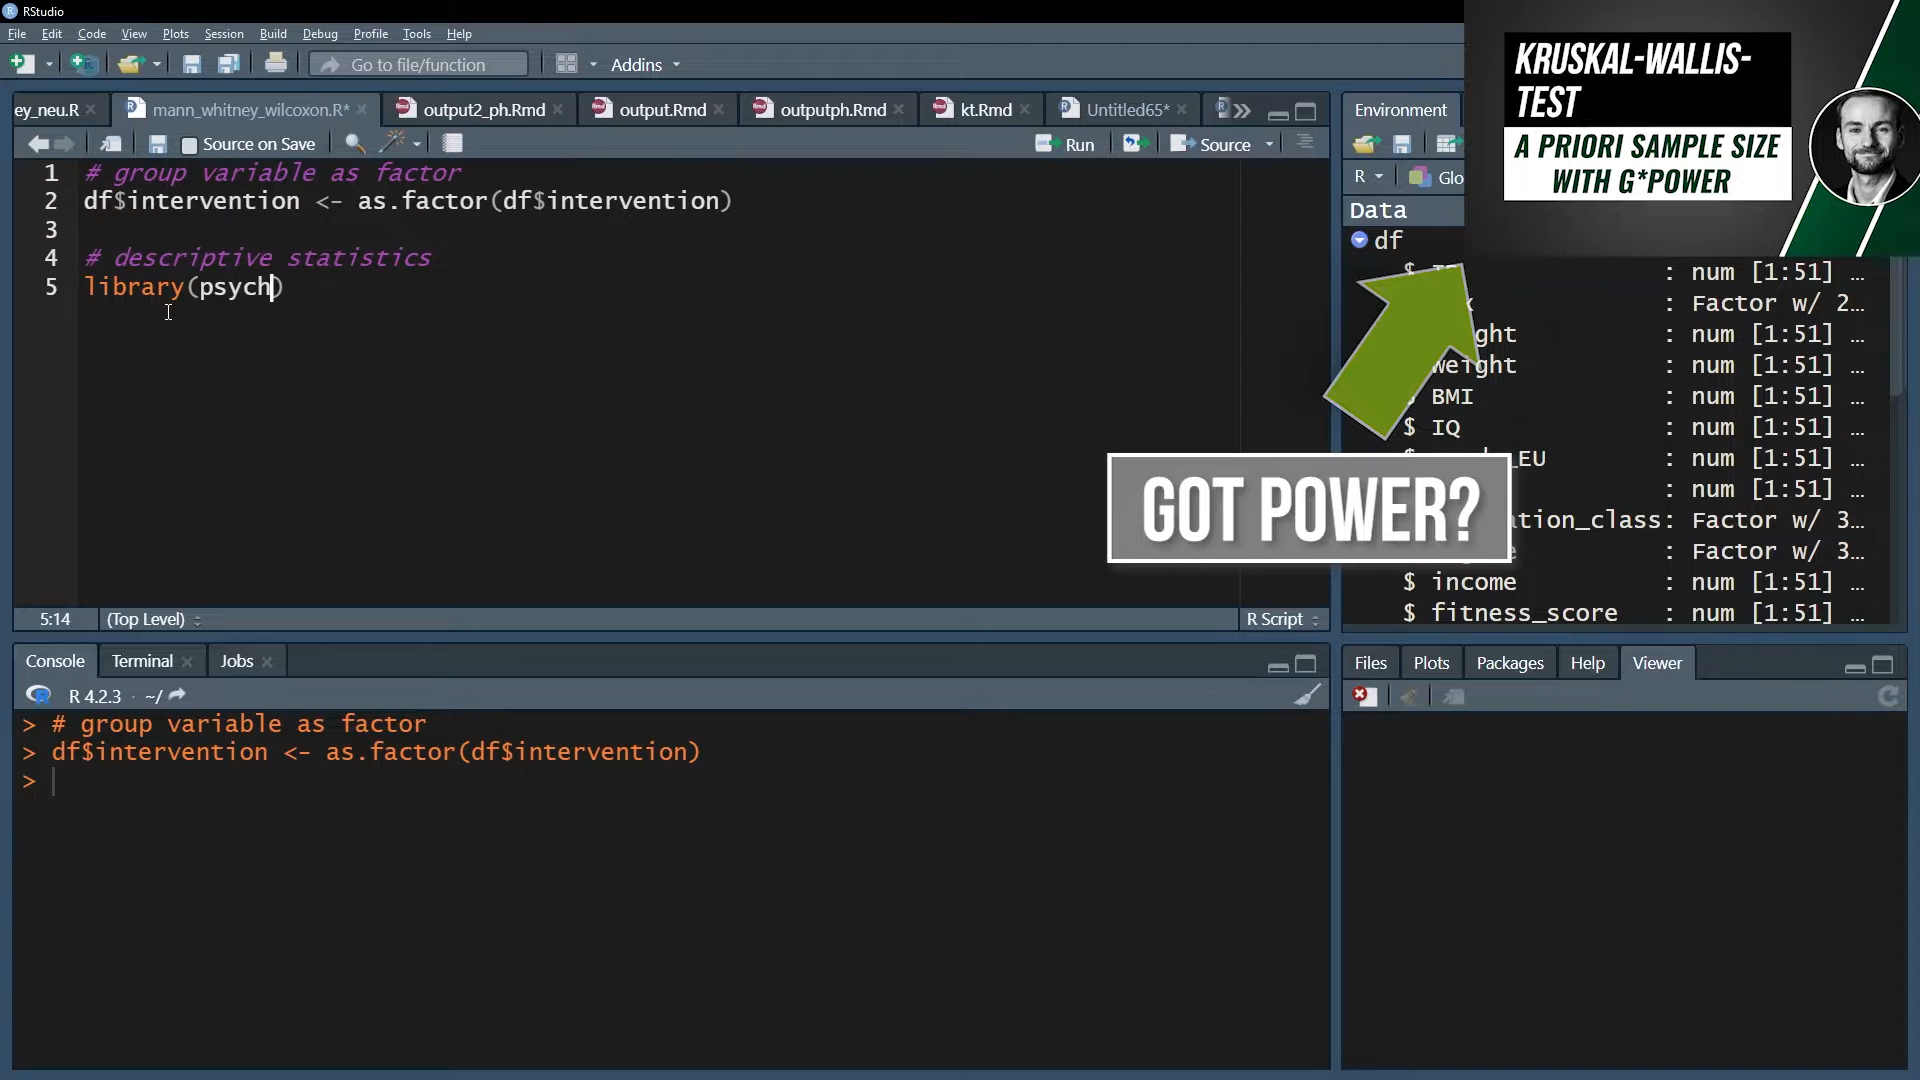 RStudio
File Edit Code View Plots Session Build Debug Profile Tools Help
Go to file/function Addins
ey_neu.R mann_whitney_wilcoxon.R* output2_ph.Rmd output.Rmd outputph.Rmd kt.Rmd Untitled65*
Source on Save Run Source
1 # group variable as factor
2 df$intervention <- as.factor(df$intervention)
3
4 # descriptive statistics
5 library(psych)
5:14 (Top Level) R Script
Console Terminal Jobs
R 4.2.3 · ~/
> # group variable as factor
> df$intervention <- as.factor(df$intervention)
>
Environment
R Glo
Data
df
$ : num [1:51] …
: Factor w/ 2…
ght : num [1:51] …
weight : num [1:51] …
$ BMI : num [1:51] …
$ IQ : num [1:51] …
_EU : num [1:51] …
: num [1:51] …
tion_class: Factor w/ 3…
: Factor w/ 3…
$ income : num [1:51] …
$ fitness_score : num [1:51] …
Files Plots Packages Help Viewer
KRUSKAL-WALLIS-
TEST
A PRIORI SAMPLE SIZE
WITH G*POWER
GOT POWER?